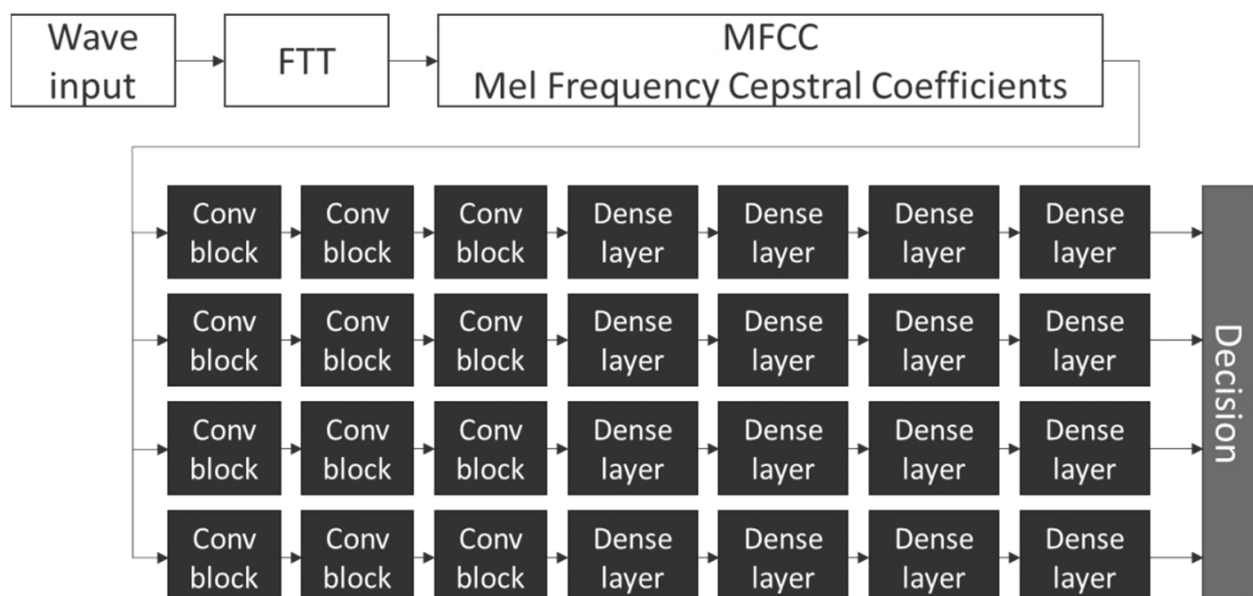 Wave
input
FTT
MFCC
Mel Frequency Cepstral Coefficients
Conv
block
Conv
block
Conv
block
Dense
layer
Dense
layer
Dense
layer
Dense
layer
Conv
block
Conv
block
Conv
block
Dense
layer
Dense
layer
Dense
layer
Dense
layer
Conv
block
Conv
block
Conv
block
Dense
layer
Dense
layer
Dense
layer
Dense
layer
Conv
block
Conv
block
Conv
block
Dense
layer
Dense
layer
Dense
layer
Dense
layer
Decision